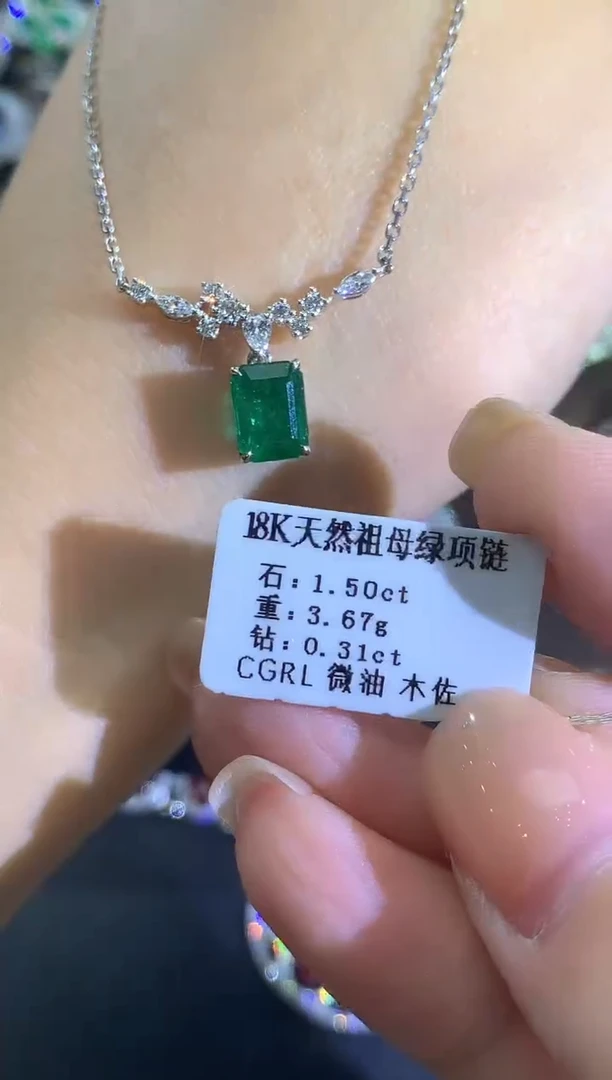 18K天然祖母绿项链
石：1.50ct
重：3.67g
钻：0.31ct
CGRL 微油 木佐